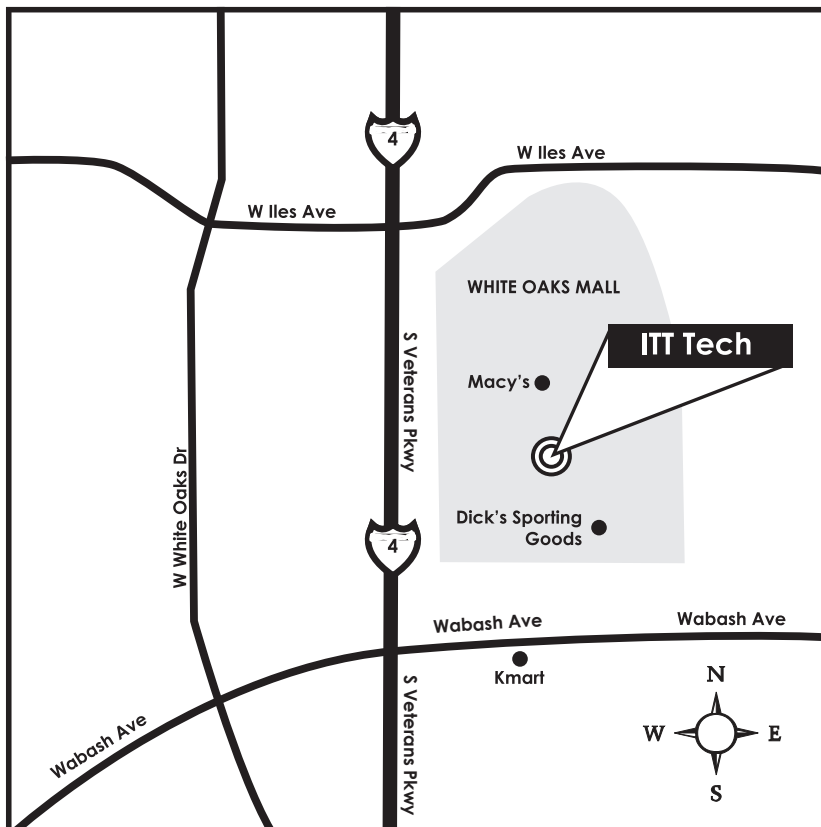 4
W Iles Ave
W Iles Ave
WHITE OAKS MALL
ITT Tech
S Veterans Pkwy
Macy's
W White Oaks Dr
Dick's Sporting
Goods
4
Wabash Ave
Wabash Ave
Kmart
N
W
E
S
S Veterans Pkwy
Wabash Ave